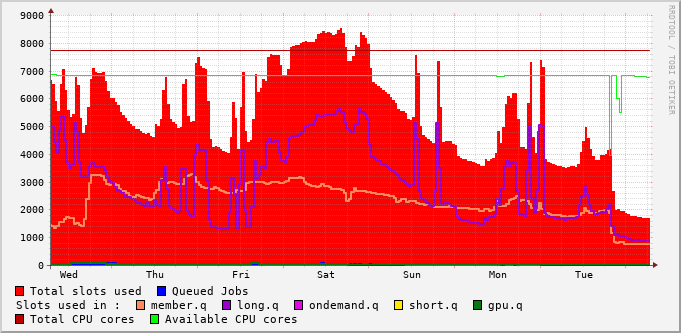 9000
8000
7000
6000
5000
4000
3000
2000
1000
0
Wed Thu Fri Sat Sun Mon Tue
RRDTOOL / TOBI OETIKER
Total slots used Queued Jobs
Slots used in : member.q long.q ondemand.q short.q gpu.q
Total CPU cores Available CPU cores